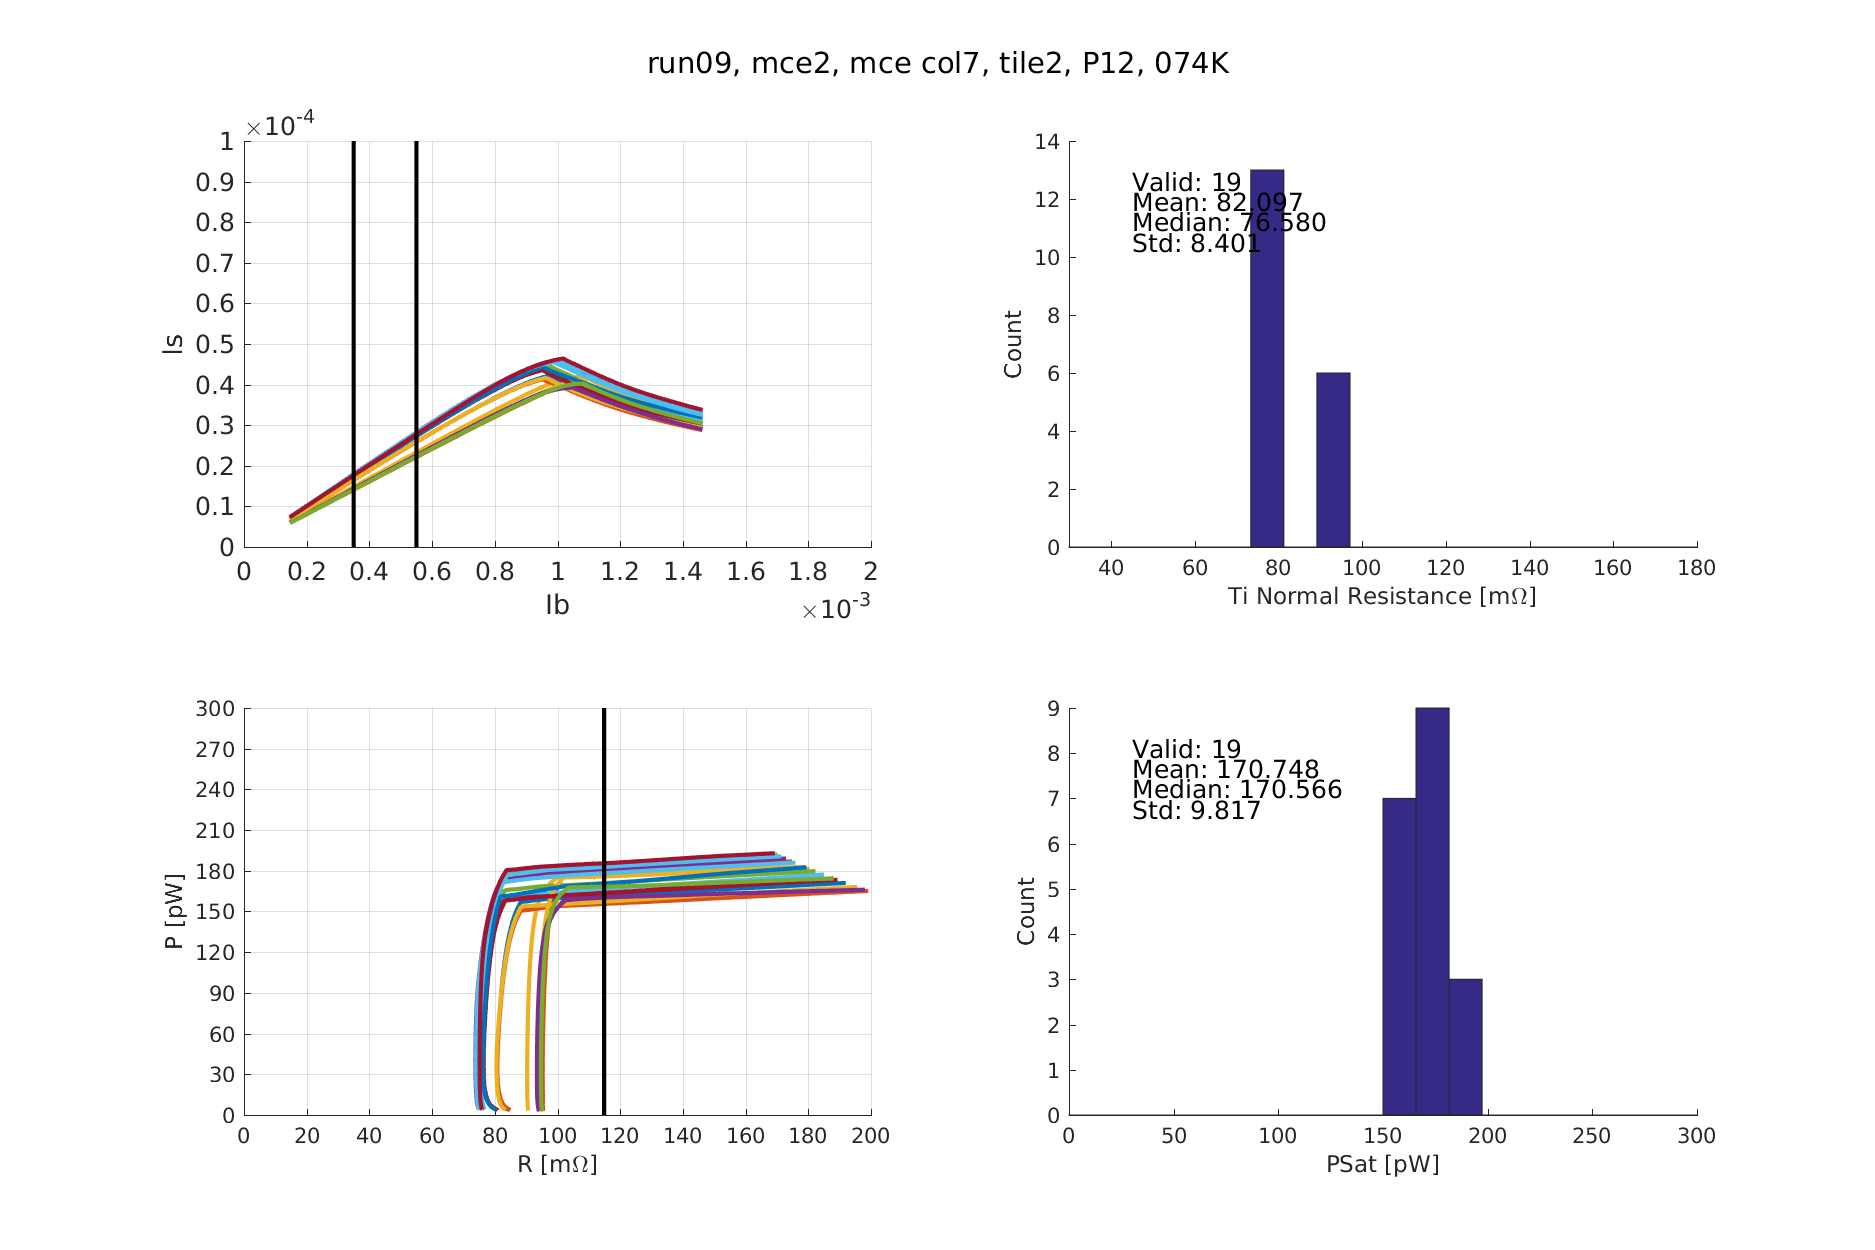 run09, mce2, mce col7, tile2, P12, 074K
×10-4
1
0.9
0.8
0.7
0.6
0.5
0.4
0.3
0.2
0.1
0
Is
0 0.2 0.4 0.6 0.8 1 1.2 1.4 1.6 1.8 2
Ib
×10-3
14
12
10
8
6
4
2
0
Count
Valid: 19
Mean: 82.097
Median: 76.580
Std: 8.401
40 60 80 100 120 140 160 180
Ti Normal Resistance [mΩ]
300
270
240
210
180
150
120
90
60
30
0
P [pW]
0 20 40 60 80 100 120 140 160 180 200
R [mΩ]
9
8
7
6
5
4
3
2
1
0
Count
Valid: 19
Mean: 170.748
Median: 170.566
Std: 9.817
0 50 100 150 200 250 300
PSat [pW]